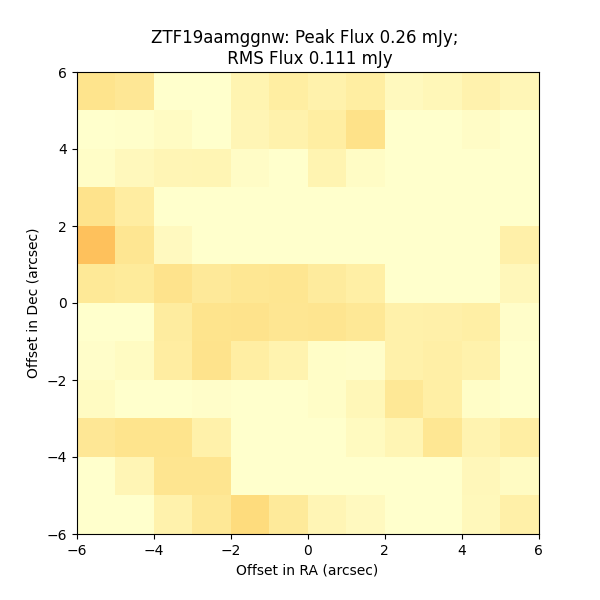 ZTF19aamggnw: Peak Flux 0.26 mJy;
RMS Flux 0.111 mJy
6
4
2
0
−2
−4
−6
Offset in Dec (arcsec)
−6 −4 −2 0 2 4 6
Offset in RA (arcsec)